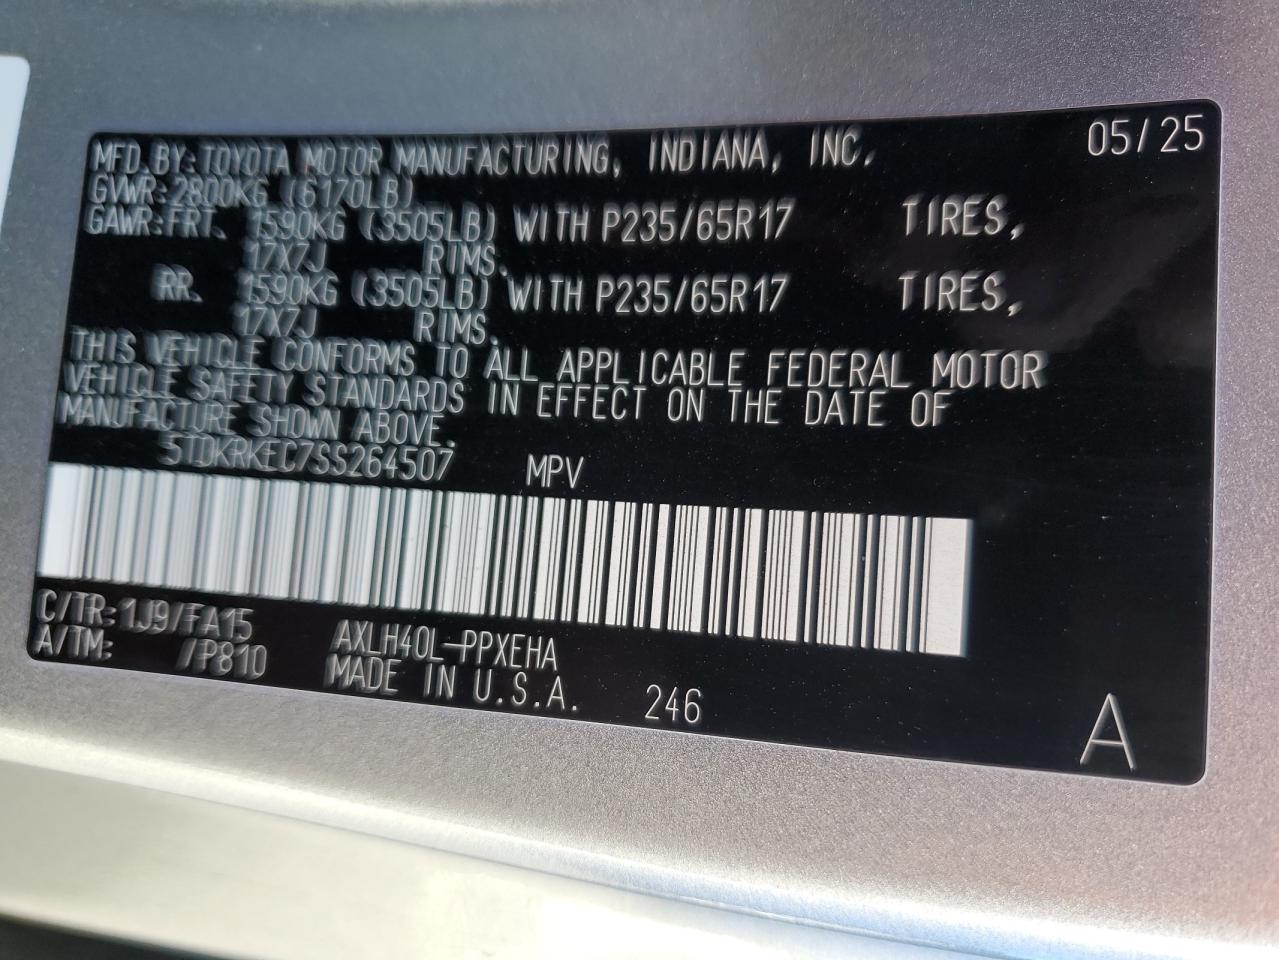 05/25
MFD BY:TOYOTA MOTOR MANUFACTURING, INDIANA, INC.
GVWR:2800KG (6170LB)
GAWR:FRT. 1590KG (3505LB) WITH P235/65R17 TIRES,
17X7J RIMS.
RR. 1590KG (3505LB) WITH P235/65R17 TIRES,
17X7J RIMS.
THIS VEHICLE CONFORMS TO ALL APPLICABLE FEDERAL MOTOR
VEHICLE SAFETY STANDARDS IN EFFECT ON THE DATE OF
MANUFACTURE SHOWN ABOVE.
5TDKRKEC7SS264507 MPV
C/TR:1J9/FA15 AXLH40L-PPXEHA
A/TM: /P810 MADE IN U.S.A. 246
A